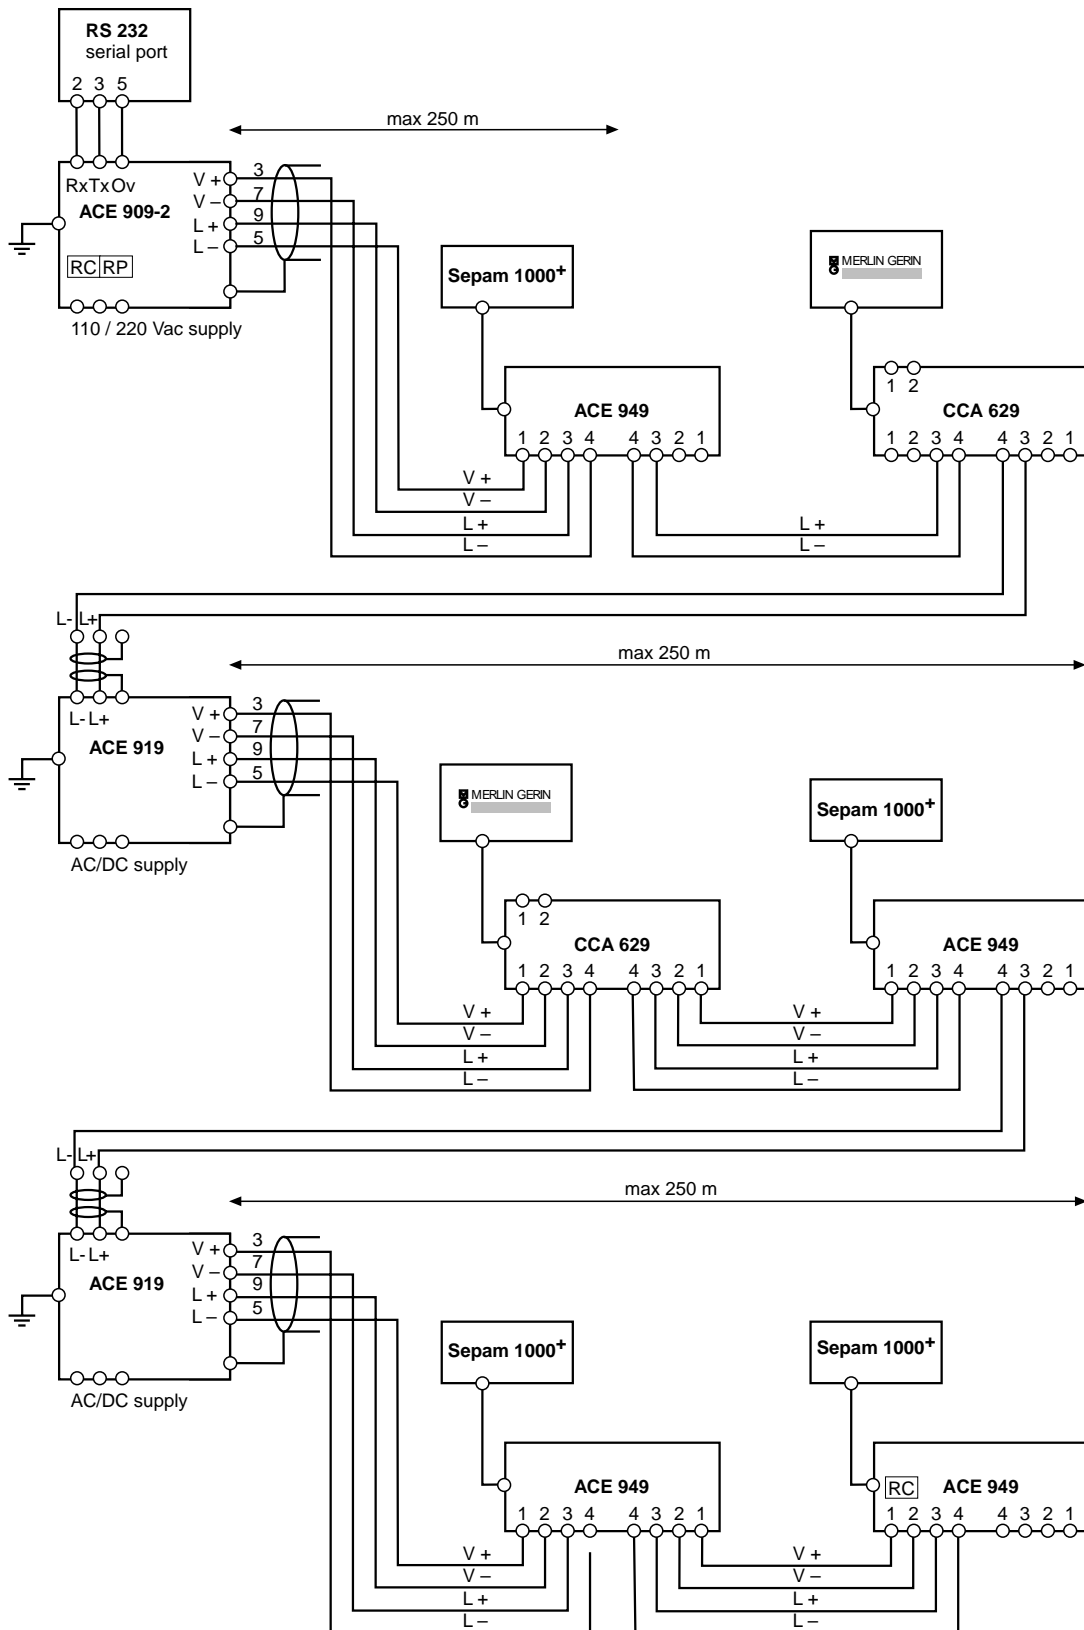 RS 232
serial port
2 3 5
max 250 m
RxTxOv
ACE 909-2
V +
V –
L +
L –
3
7
9
5
RC RP
110 / 220 Vac supply
Sepam 1000+
MERLIN GERIN
ACE 949
1 2 3 4 4 3 2 1
1 2
CCA 629
1 2 3 4 4 3 2 1
V +
V –
L +
L –
L +
L –
L- L+
max 250 m
L- L+
ACE 919
V +
V –
L +
L –
3
7
9
5
AC/DC supply
MERLIN GERIN
Sepam 1000+
1 2
CCA 629
1 2 3 4 4 3 2 1
ACE 949
1 2 3 4 4 3 2 1
V +
V –
L +
L –
V +
V –
L +
L –
L- L+
max 250 m
L- L+
ACE 919
V +
V –
L +
L –
3
7
9
5
AC/DC supply
Sepam 1000+
Sepam 1000+
ACE 949
1 2 3 4 4 3 2 1
RC ACE 949
1 2 3 4 4 3 2 1
V +
V –
L +
L –
V +
V –
L +
L –